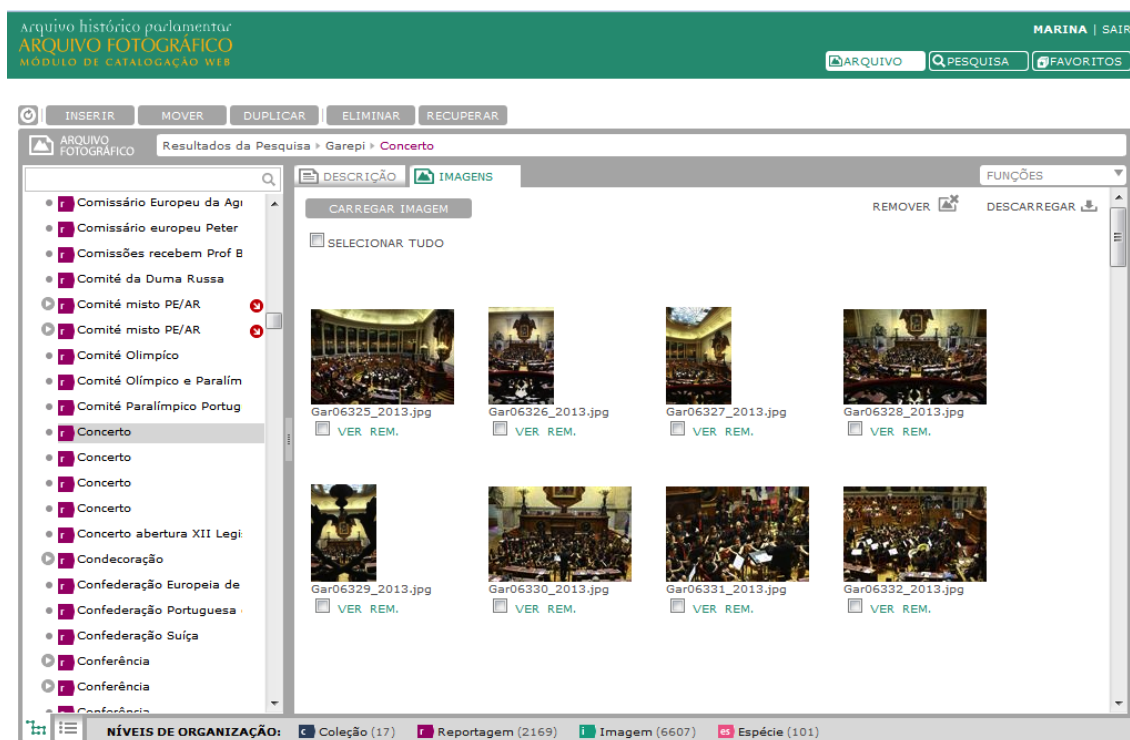 Arquivo histórico parlamentar
ARQUIVO FOTOGRÁFICO
MÓDULO DE CATALOGAÇÃO WEB
MARINA | SAIR
ARQUIVO PESQUISA FAVORITOS
INSERIR MOVER DUPLICAR ELIMINAR RECUPERAR
ARQUIVO FOTOGRÁFICO
Resultados da Pesquisa Garepi Concerto
DESCRIÇÃO IMAGENS FUNÇÕES
CARREGAR IMAGEM REMOVER DESCARREGAR
SELECIONAR TUDO
r Comissário Europeu da Agr
r Comissário europeu Peter
r Comissões recebem Prof B
r Comité da Duma Russa
r Comité misto PE/AR
r Comité misto PE/AR
r Comité Olimpíco
r Comité Olímpico e Paralím
r Comité Paralímpico Portug
r Concerto
r Concerto
r Concerto
r Concerto
r Concerto abertura XII Legi
r Condecoração
r Confederação Europeia de
r Confederação Portuguesa
r Confederação Suíça
r Conferência
r Conferência
Conferência
Gar06325_2013.jpg Gar06326_2013.jpg Gar06327_2013.jpg Gar06328_2013.jpg
VER REM. VER REM. VER REM. VER REM.
Gar06329_2013.jpg Gar06330_2013.jpg Gar06331_2013.jpg Gar06332_2013.jpg
VER REM. VER REM. VER REM. VER REM.
NÍVEIS DE ORGANIZAÇÃO: c Coleção (17) r Reportagem (2169) i Imagem (6607) es Espécie (101)